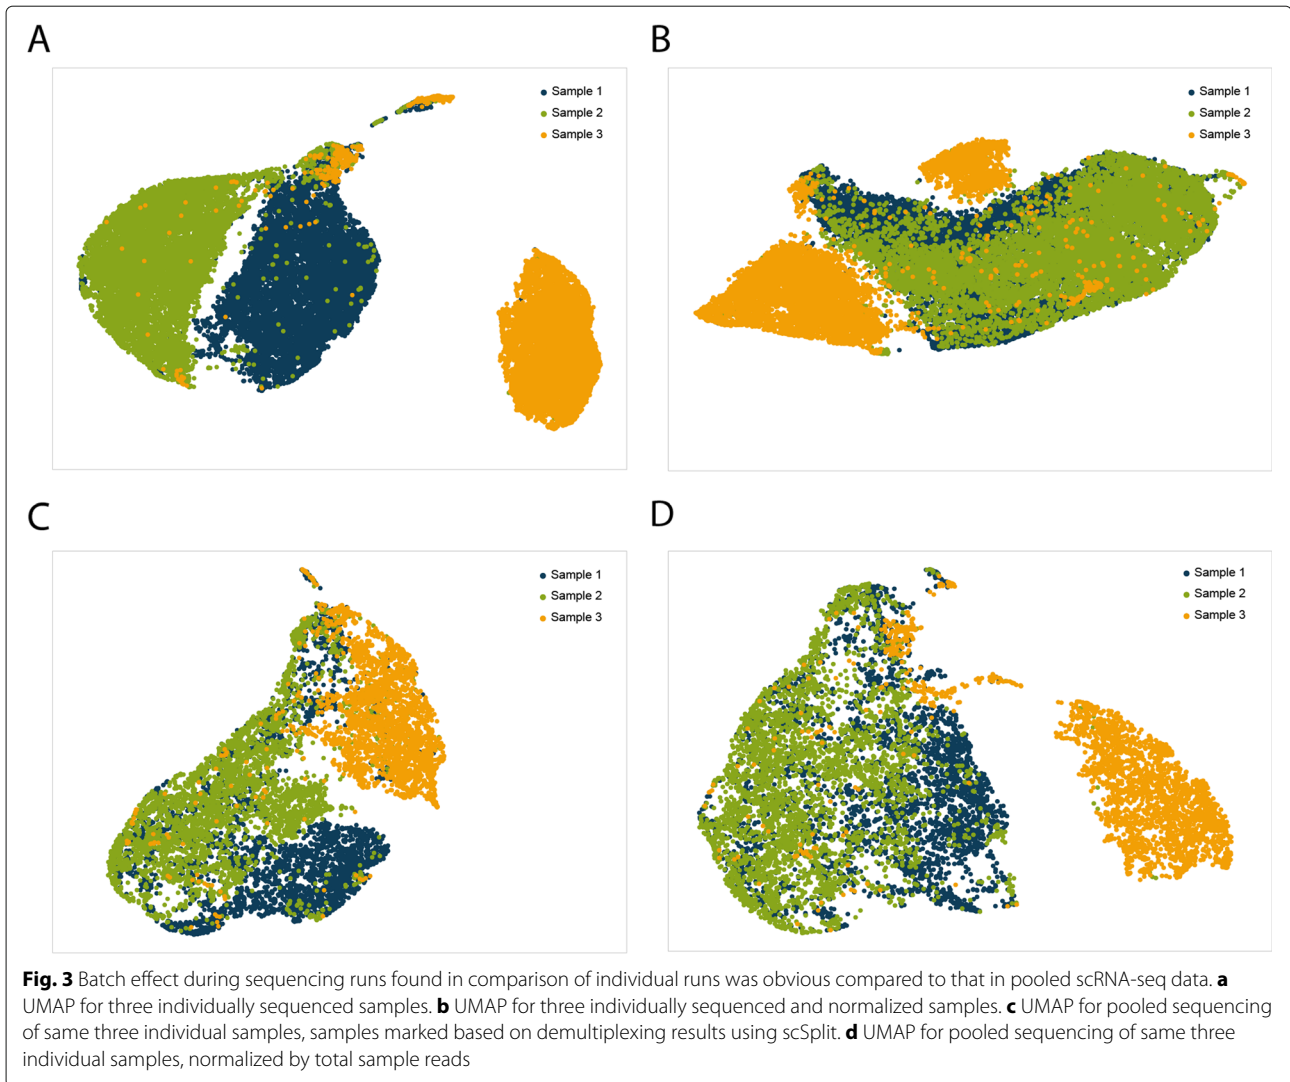 A
Sample 1
Sample 2
Sample 3
B
Sample 1
Sample 2
Sample 3
C
Sample 1
Sample 2
Sample 3
D
Sample 1
Sample 2
Sample 3
Fig. 3 Batch effect during sequencing runs found in comparison of individual runs was obvious compared to that in pooled scRNA-seq data. a
UMAP for three individually sequenced samples. b UMAP for three individually sequenced and normalized samples. c UMAP for pooled sequencing
of same three individual samples, samples marked based on demultiplexing results using scSplit. d UMAP for pooled sequencing of same three
individual samples, normalized by total sample reads